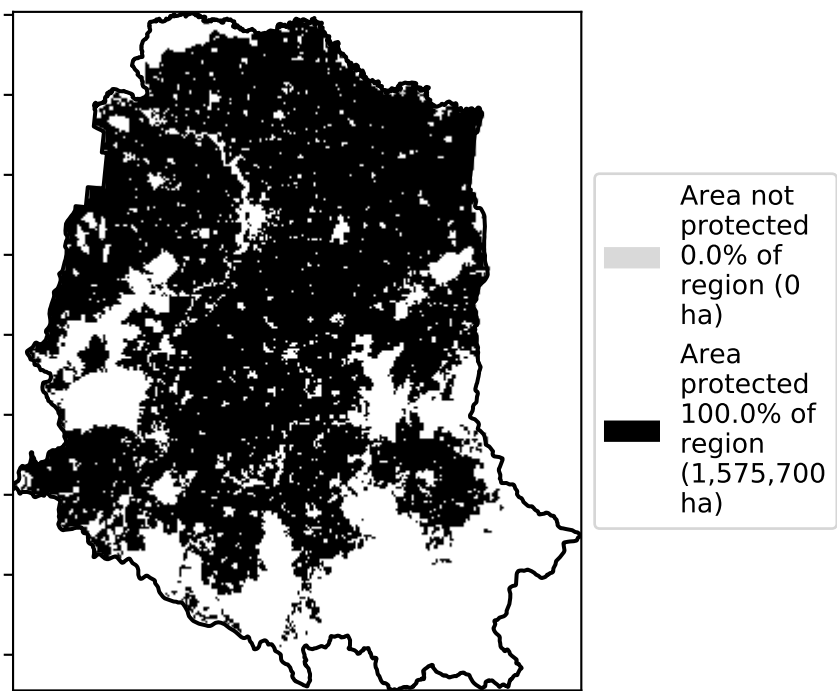 Area not
protected
0.0% of
region (0
ha)
Area
protected
100.0% of
region
(1,575,700
ha)